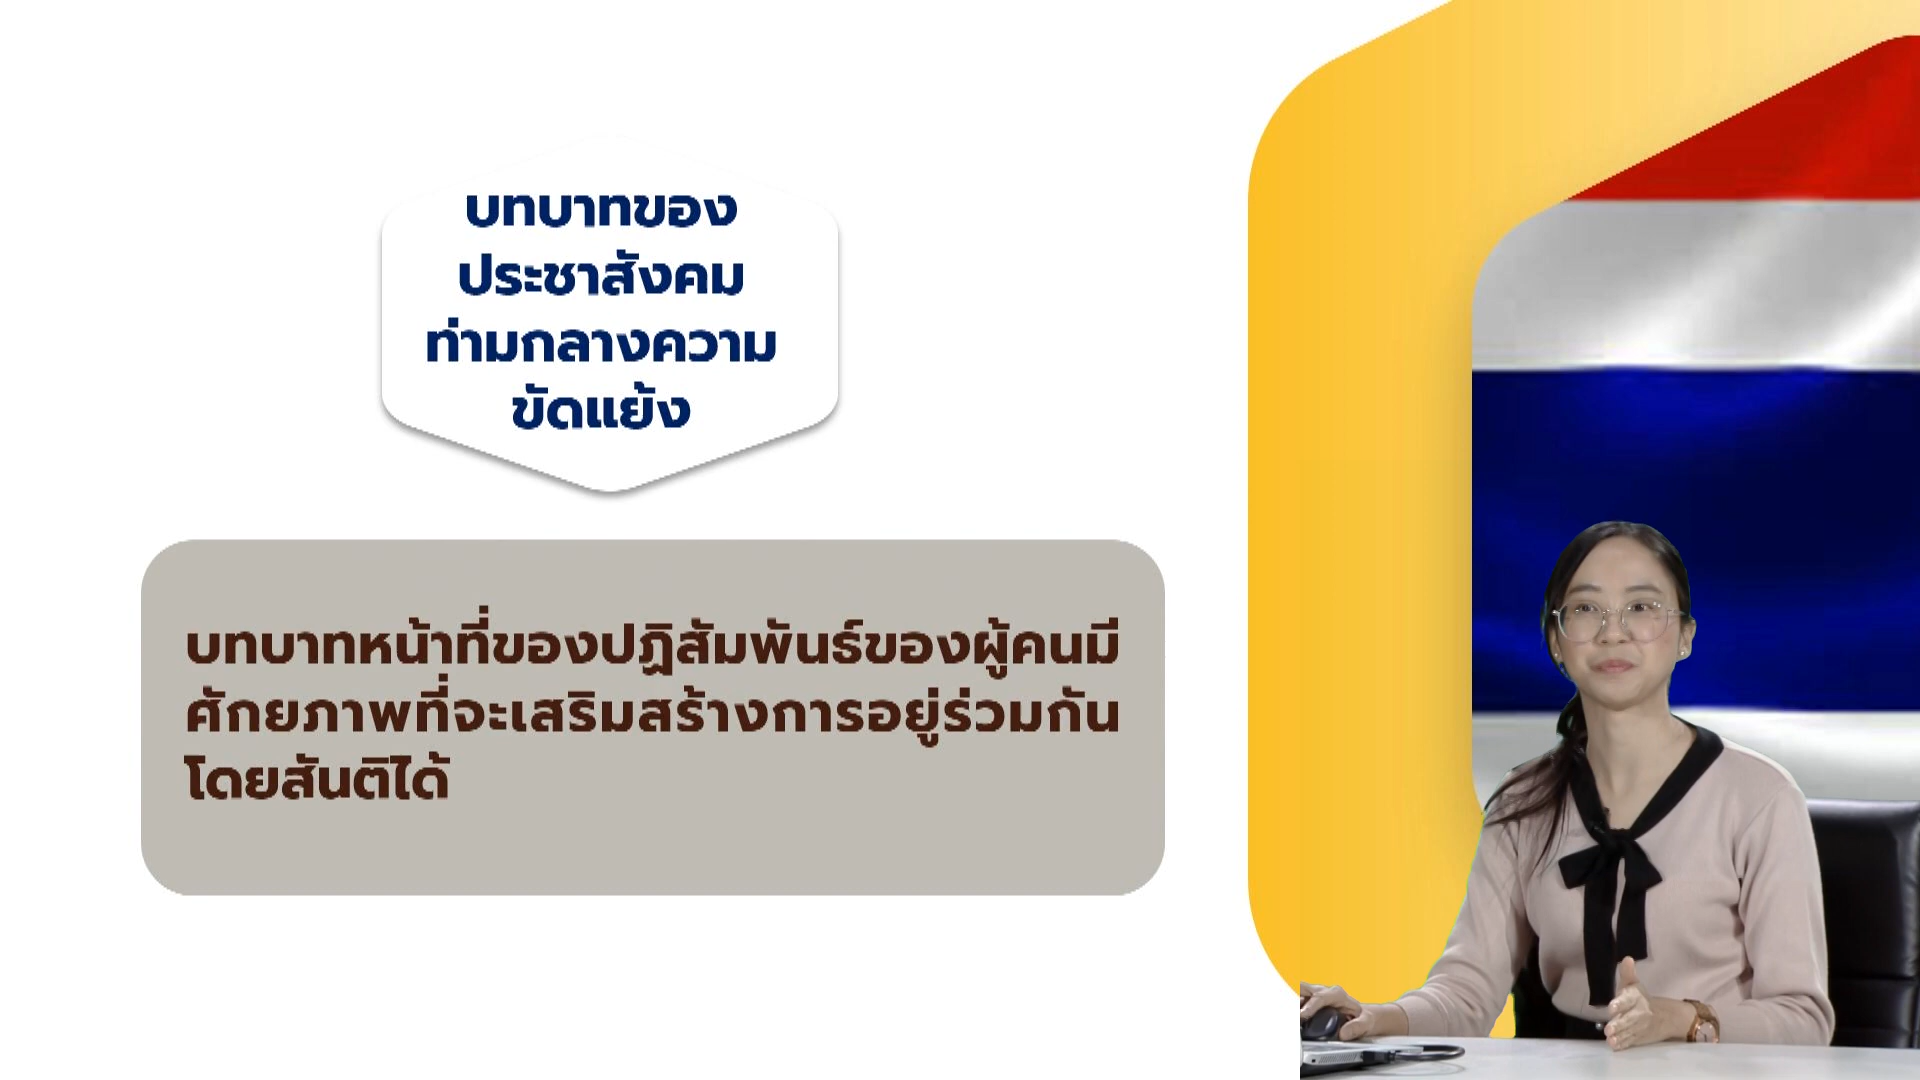 บทบาทของ
ประชาสังคม
ท่ามกลางความ
ขัดแย้ง
บทบาทหน้าที่ของปฏิสัมพันธ์ของผู้คนมี
ศักยภาพที่จะเสริมสร้างการอยู่ร่วมกัน
โดยสันติได้